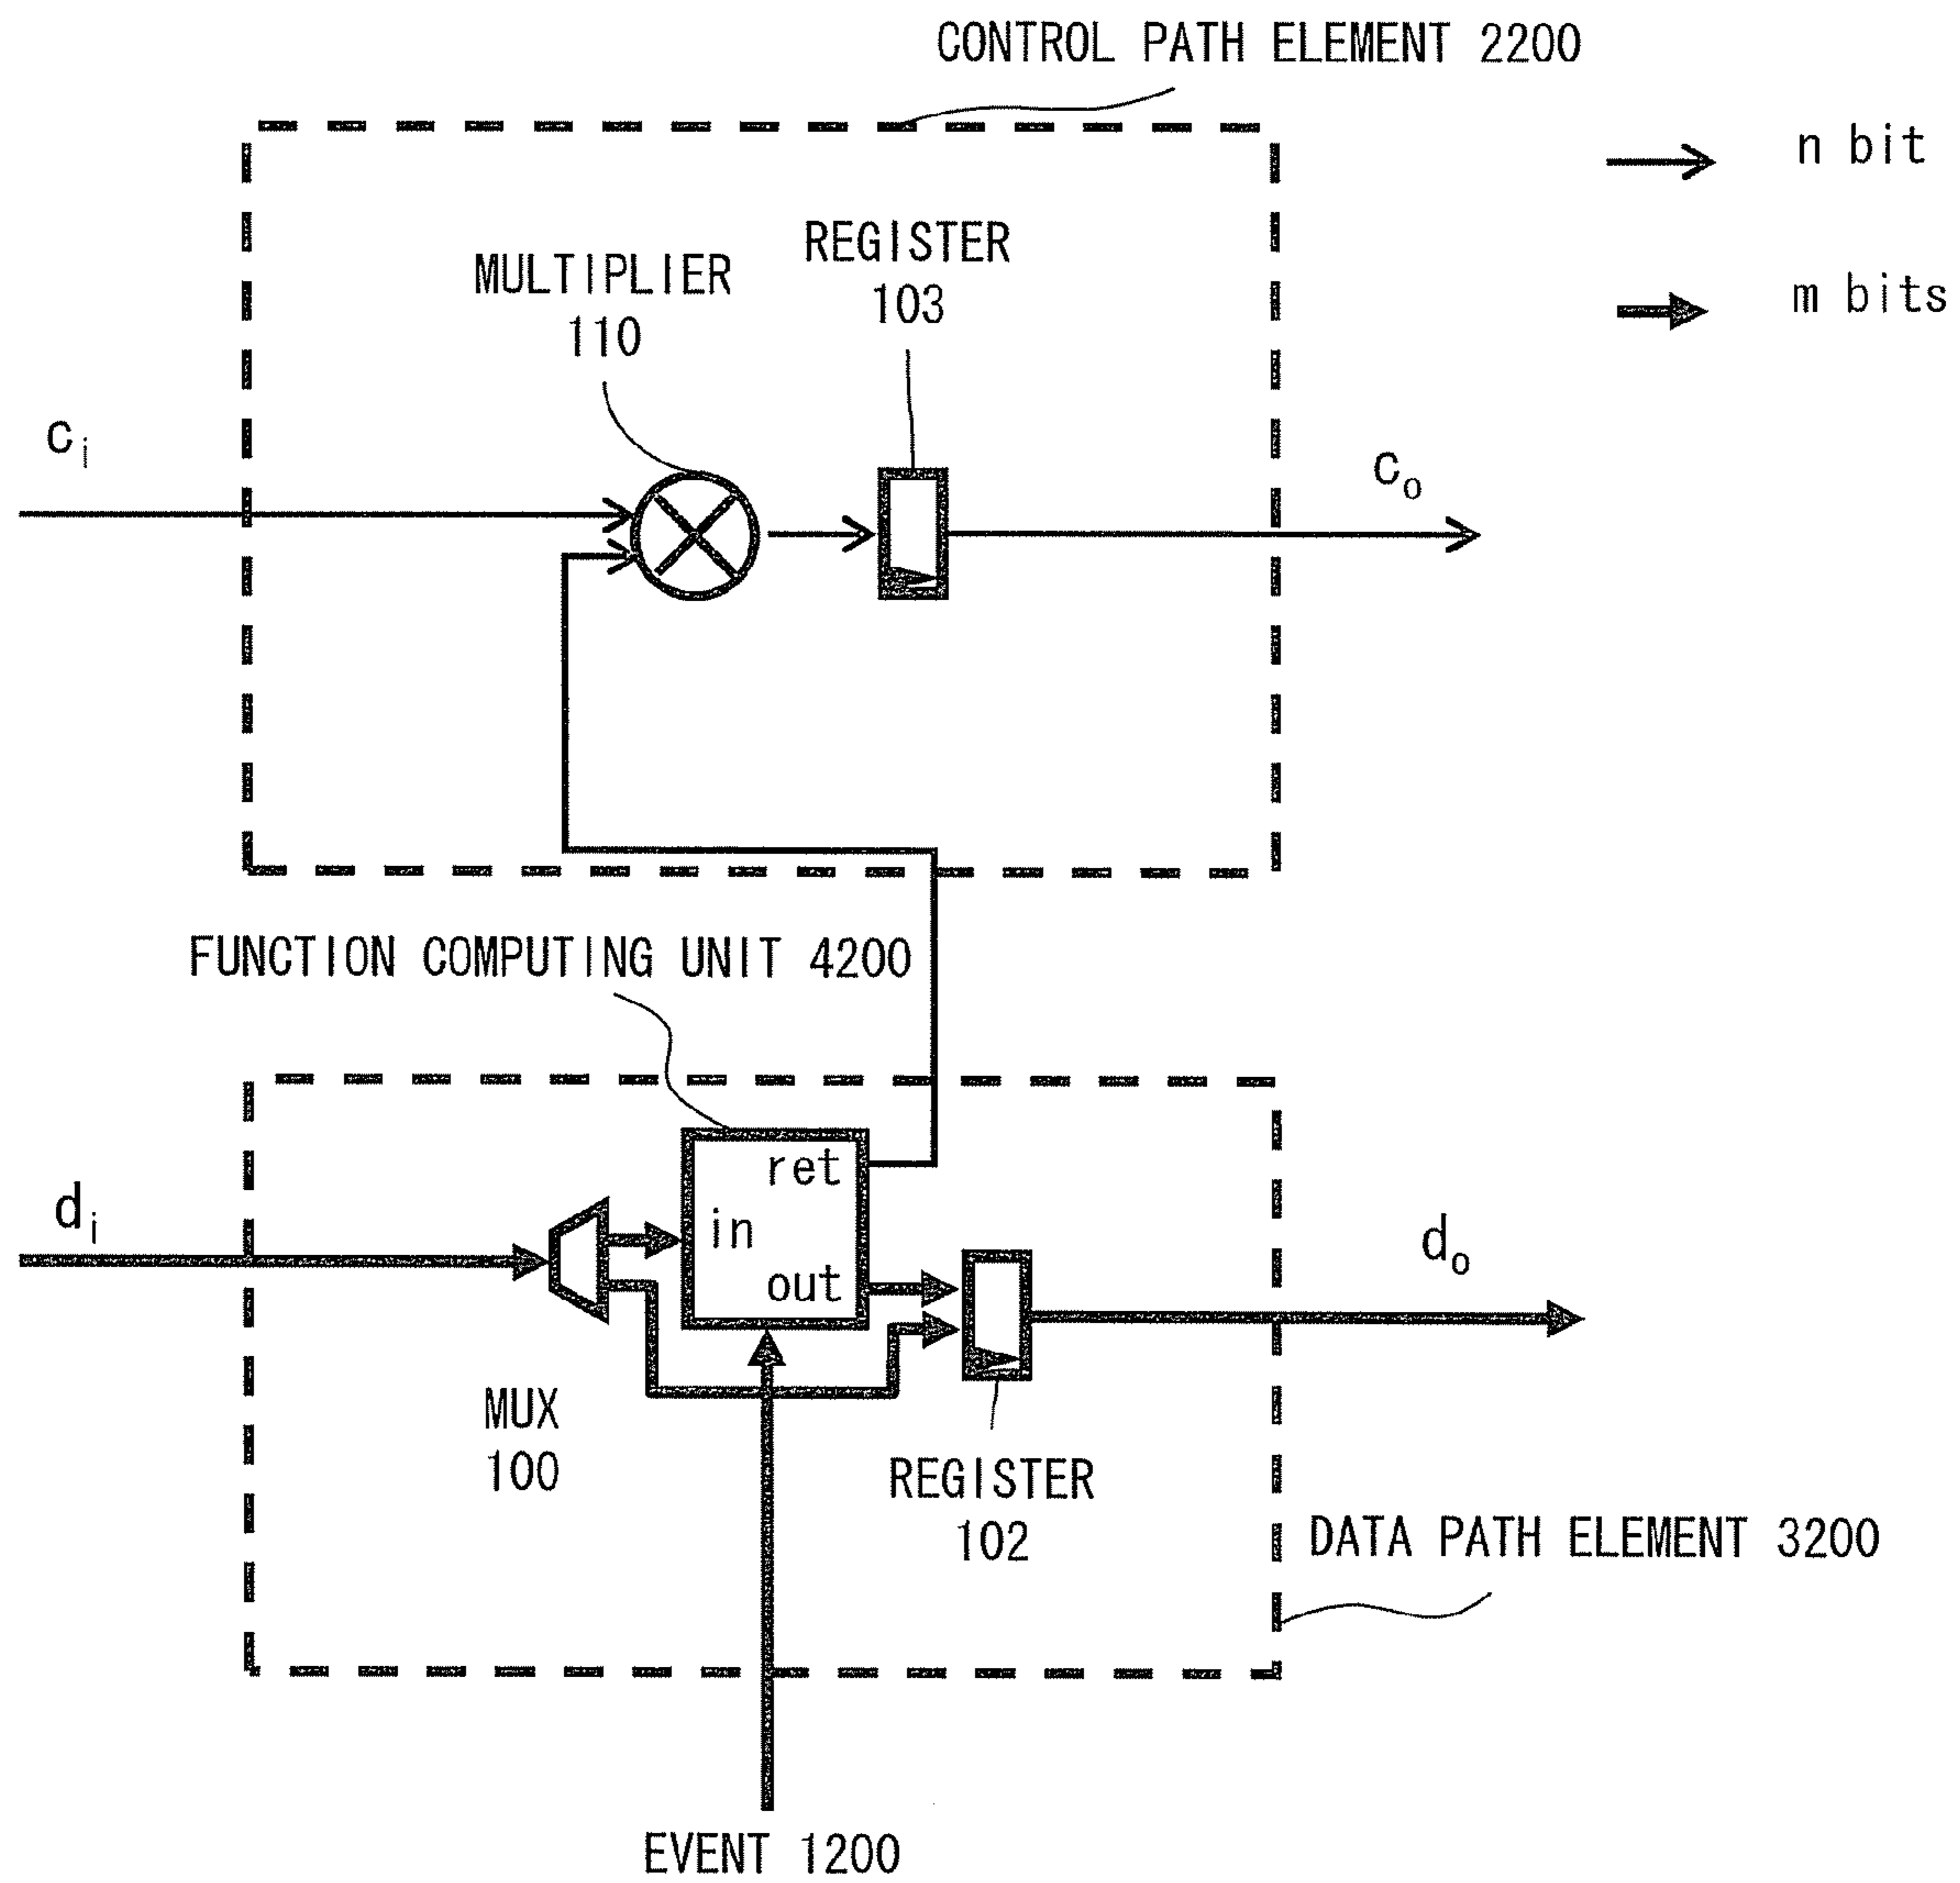 CONTROL PATH ELEMENT 2200
n bit
m bits
REGISTER
103
MULTIPLIER
110
ci
co
FUNCTION COMPUTING UNIT 4200
ret
in
out
di
do
MUX
100
REGISTER
102
DATA PATH ELEMENT 3200
EVENT 1200